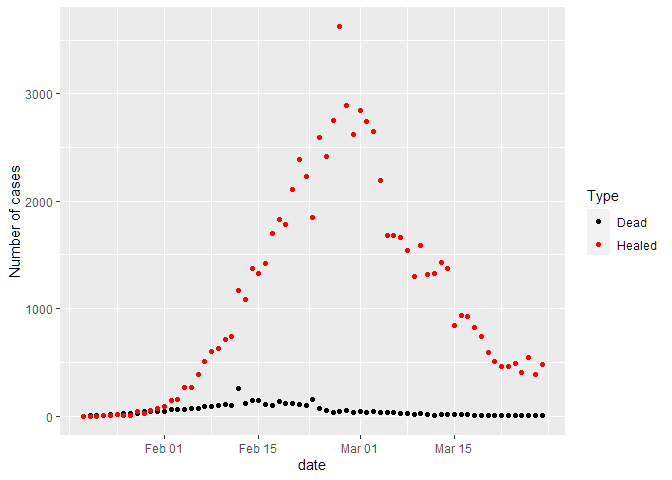 Number of cases
3000
2000
1000
0
Feb 01
Feb 15
Mar 01
Mar 15
date
Type
Dead
Healed